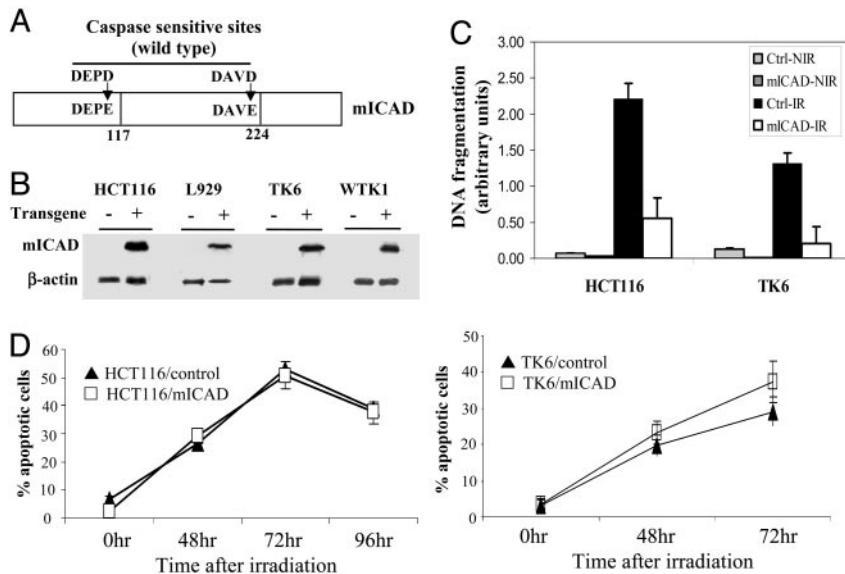 A
Caspase sensitive sites
(wild type)
DEPD DAVD
DEPE DAVE
mICAD
117 224
B
HCT116 L929 TK6 WTK1
Transgene - + - + - + - +
mICAD
β-actin
C
DNA fragmentation
(arbitrary units)
3.00
2.50
2.00
1.50
1.00
0.50
0.00
Ctrl-NIR
mICAD-NIR
Ctrl-IR
mICAD-IR
HCT116 TK6
D
% apoptotic cells
60
50
40
30
20
10
0
HCT116/control
HCT116/mICAD
0hr 48hr 72hr 96hr
Time after irradiation
% apoptotic cells
50
40
30
20
10
0
TK6/control
TK6/mICAD
0hr 48hr 72hr
Time after irradiation